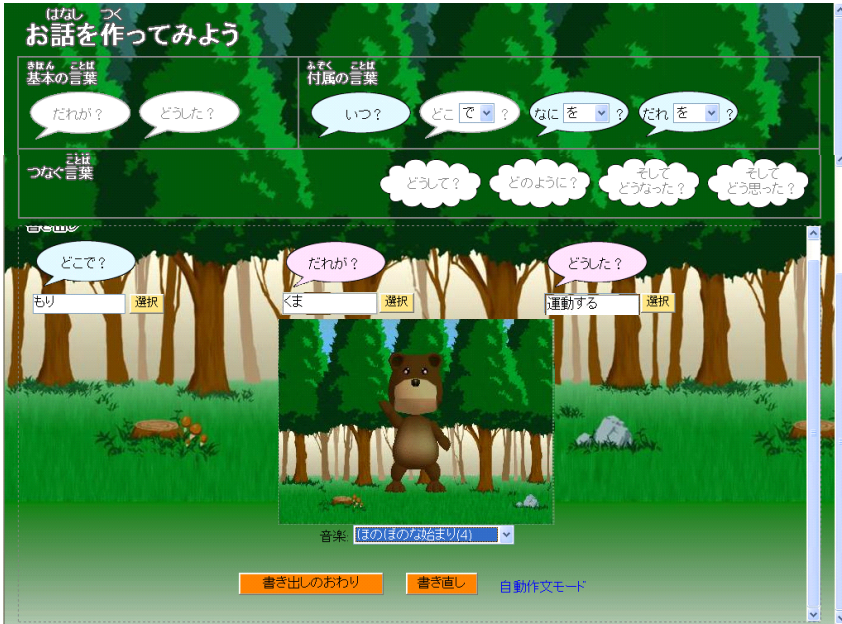 はなし つく
お話を作ってみよう
きほん ことば
基本の言葉
ふぞく ことば
付属の言葉
だれが？
どうした？
いつ？
どこ で ？
なに を ？
だれ を ？
ことば
つなぐ言葉
どうして？
どのように？
そして
どうなった？
そして
どう思った？
書き出し
どこで？
だれが？
どうした？
もり 選択
くま 選択
運動する 選択
音楽: ほのぼのな始まり(4)
書き出しのおわり
書き直し
自動作文モード